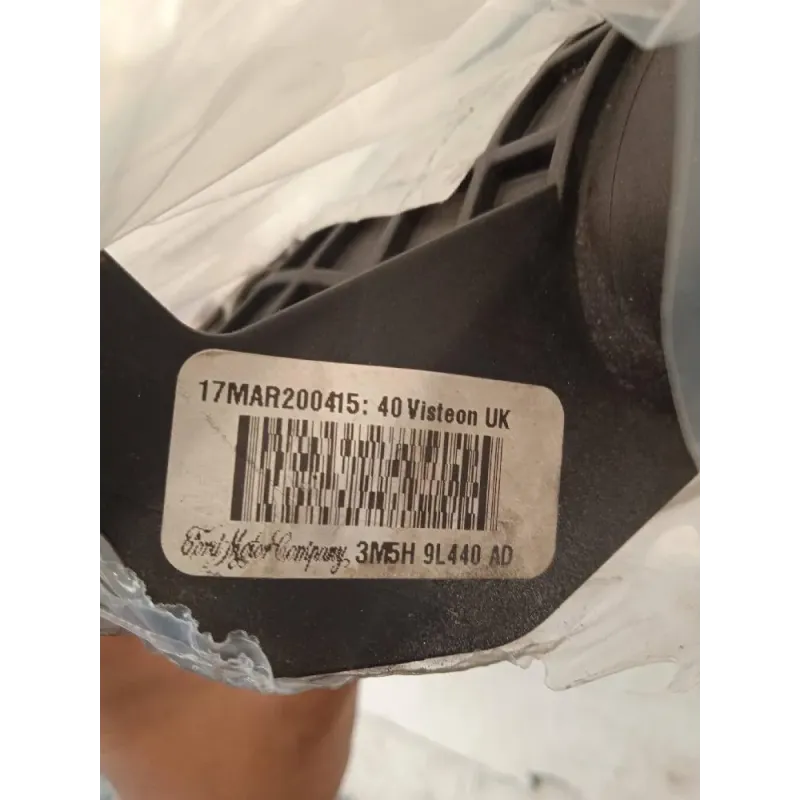 17MAR200415: 40 Visteon UK
Ford Motor Company 3M5H 9L440 AD